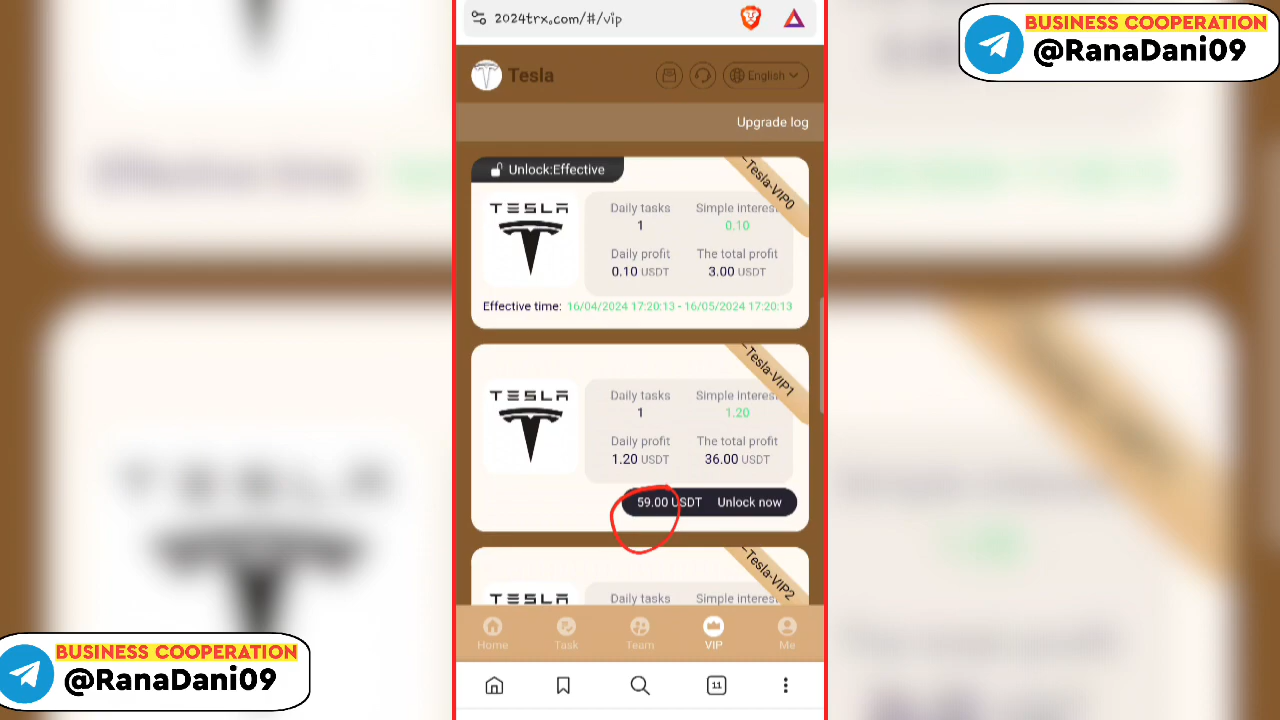 2024trx.com/#/vip
BUSINESS COOPERATION
@RanaDani09
Tesla
English
Upgrade log
Unlock:Effective
Tesla-VIP0
TESLA
Daily tasks
Simple interes
1
0.10
Daily profit
The total profit
0.10 USDT
3.00 USDT
Effective time: 16/04/2024 17:20:13 - 16/05/2024 17:20:13
Tesla-VIP1
TESLA
Daily tasks
Simple interes
1
1.20
Daily profit
The total profit
1.20 USDT
36.00 USDT
59.00 USDT Unlock now
Tesla-VIP2
TESLA
Daily tasks
Simple interes
Home
Task
Team
VIP
Me
BUSINESS COOPERATION
@RanaDani09
11